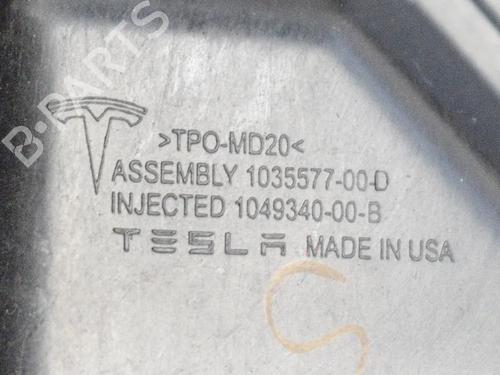 B-PARTS
>TPO-MD20<
ASSEMBLY 1035577-00-D
INJECTED 1049340-00-B
TESLA MADE IN USA
S